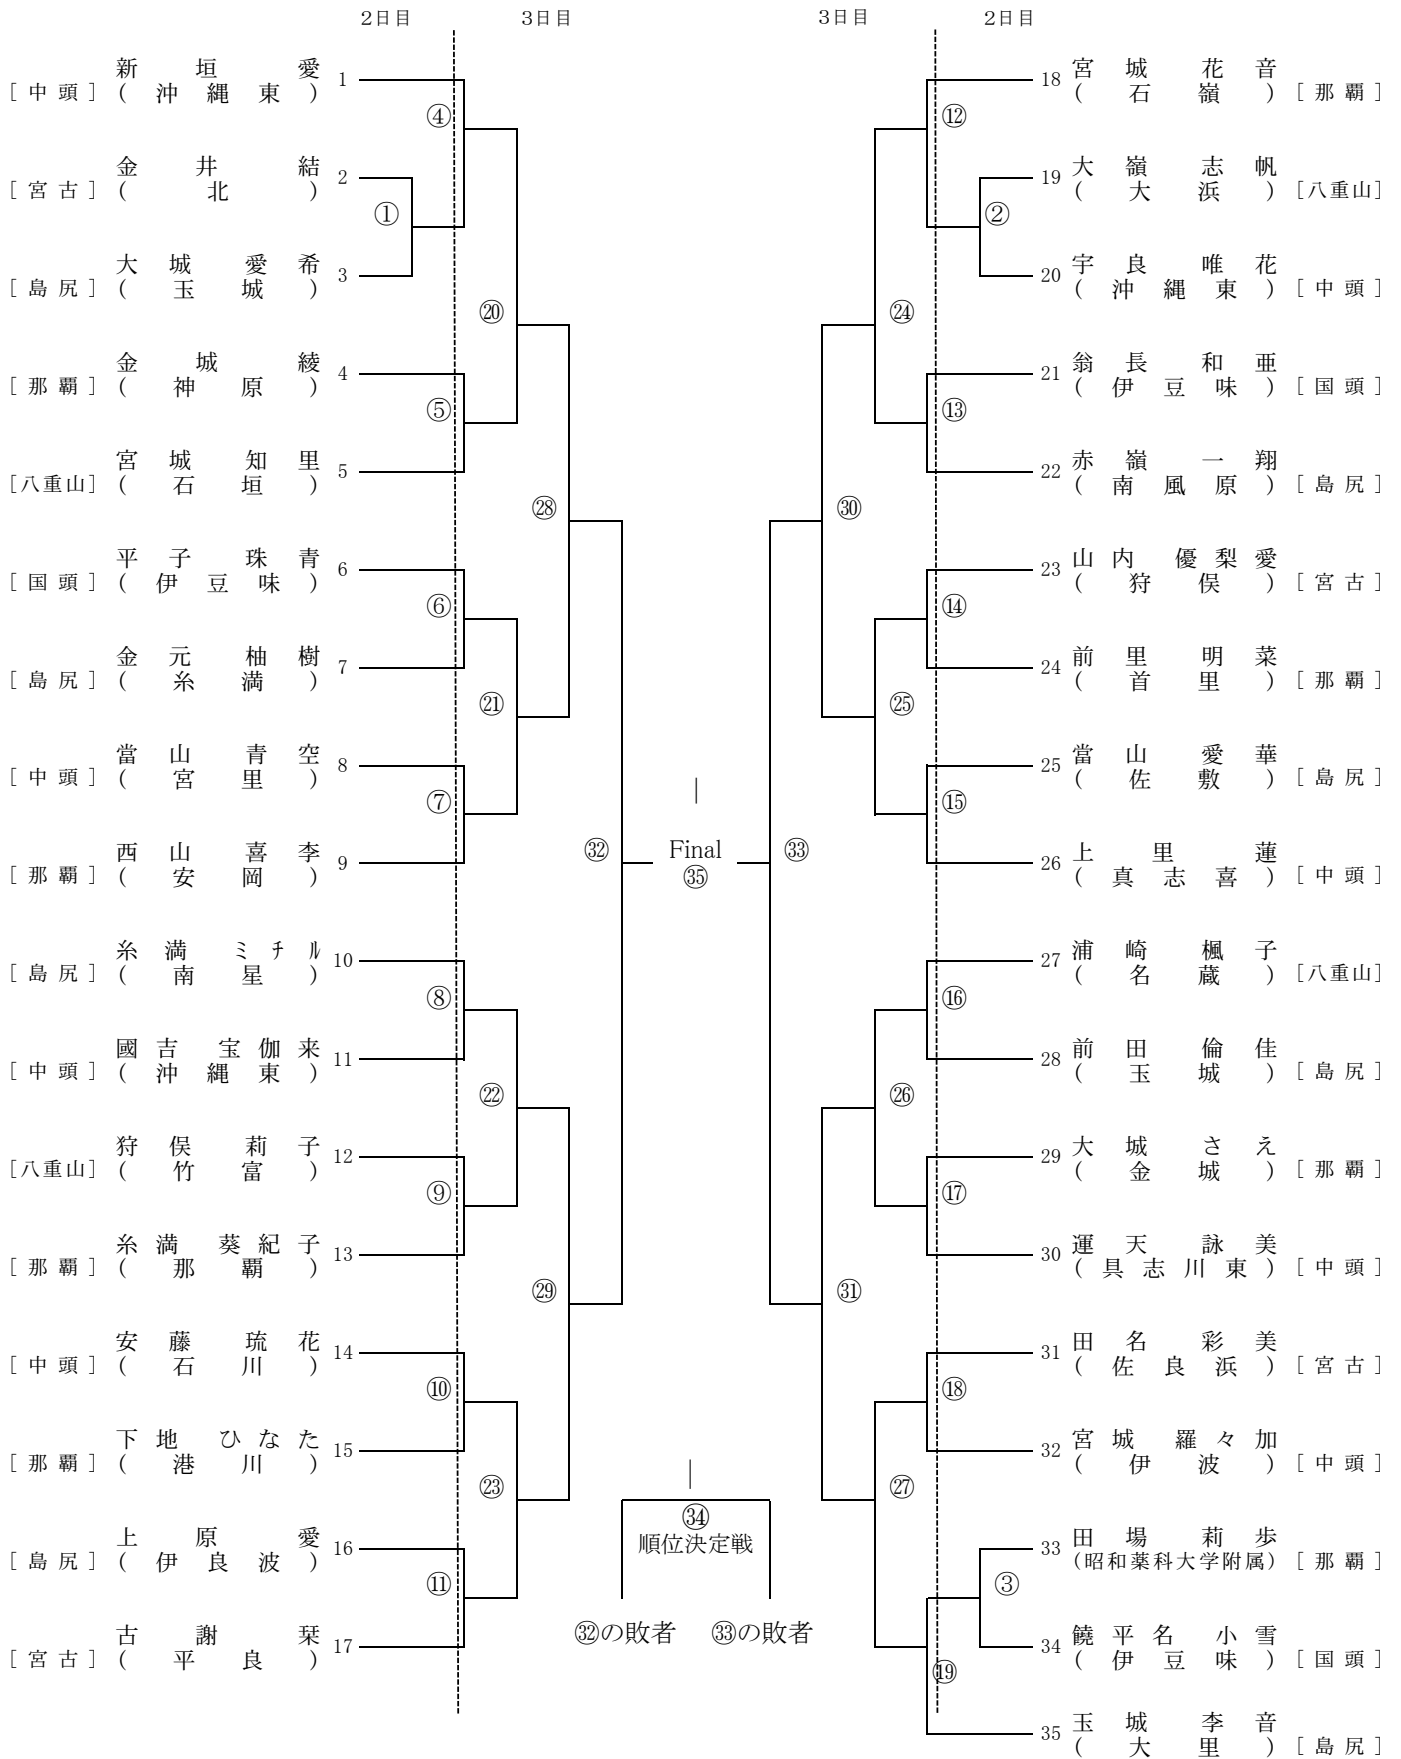 2日目 3日目 3日目 2日目
新垣愛 1
[中頭] (沖縄東)
④
金井結 2
[宮古] (北)
①
大城愛希 3
[島尻] (玉城)
⑳
金城綾 4
[那覇] (神原)
⑤
宮城知里 5
[八重山] (石垣)
㉘
平子珠青 6
[国頭] (伊豆味)
⑥
金元柚樹 7
[島尻] (糸満)
㉑
當山青空 8
[中頭] (宮里)
⑦
西山喜李 9
[那覇] (安岡)
㉜
糸満ミチル 10
[島尻] (南星)
⑧
國吉宝伽来 11
[中頭] (沖縄東)
㉒
狩俣莉子 12
[八重山] (竹富)
⑨
糸満葵紀子 13
[那覇] (那覇)
㉙
安藤琉花 14
[中頭] (石川)
⑩
下地ひなた 15
[那覇] (港川)
㉓
上原愛 16
[島尻] (伊良波)
⑪
古謝栞 17
[宮古] (平良)
Final
㉟
㉞
順位決定戦
㉜の敗者 ㉝の敗者
18 宮城花音
(石嶺) [那覇]
⑫
19 大嶺志帆
(大浜) [八重山]
②
20 宇良唯花
(沖縄東) [中頭]
㉔
21 翁長和亜
(伊豆味) [国頭]
⑬
22 赤嶺一翔
(南風原) [島尻]
㉚
23 山内優梨愛
(狩俣) [宮古]
⑭
24 前里明菜
(首里) [那覇]
㉕
25 當山愛華
(佐敷) [島尻]
⑮
26 上里蓮
(真志喜) [中頭]
㉝
27 浦崎楓子
(名蔵) [八重山]
⑯
28 前田倫佳
(玉城) [島尻]
㉖
29 大城さえ
(金城) [那覇]
⑰
30 運天詠美
(具志川東) [中頭]
㉛
31 田名彩美
(佐良浜) [宮古]
⑱
32 宮城羅々加
(伊波) [中頭]
㉗
33 田場莉歩
(昭和薬科大学附属) [那覇]
③
34 饒平名小雪
(伊豆味) [国頭]
⑲
35 玉城李音
(大里) [島尻]